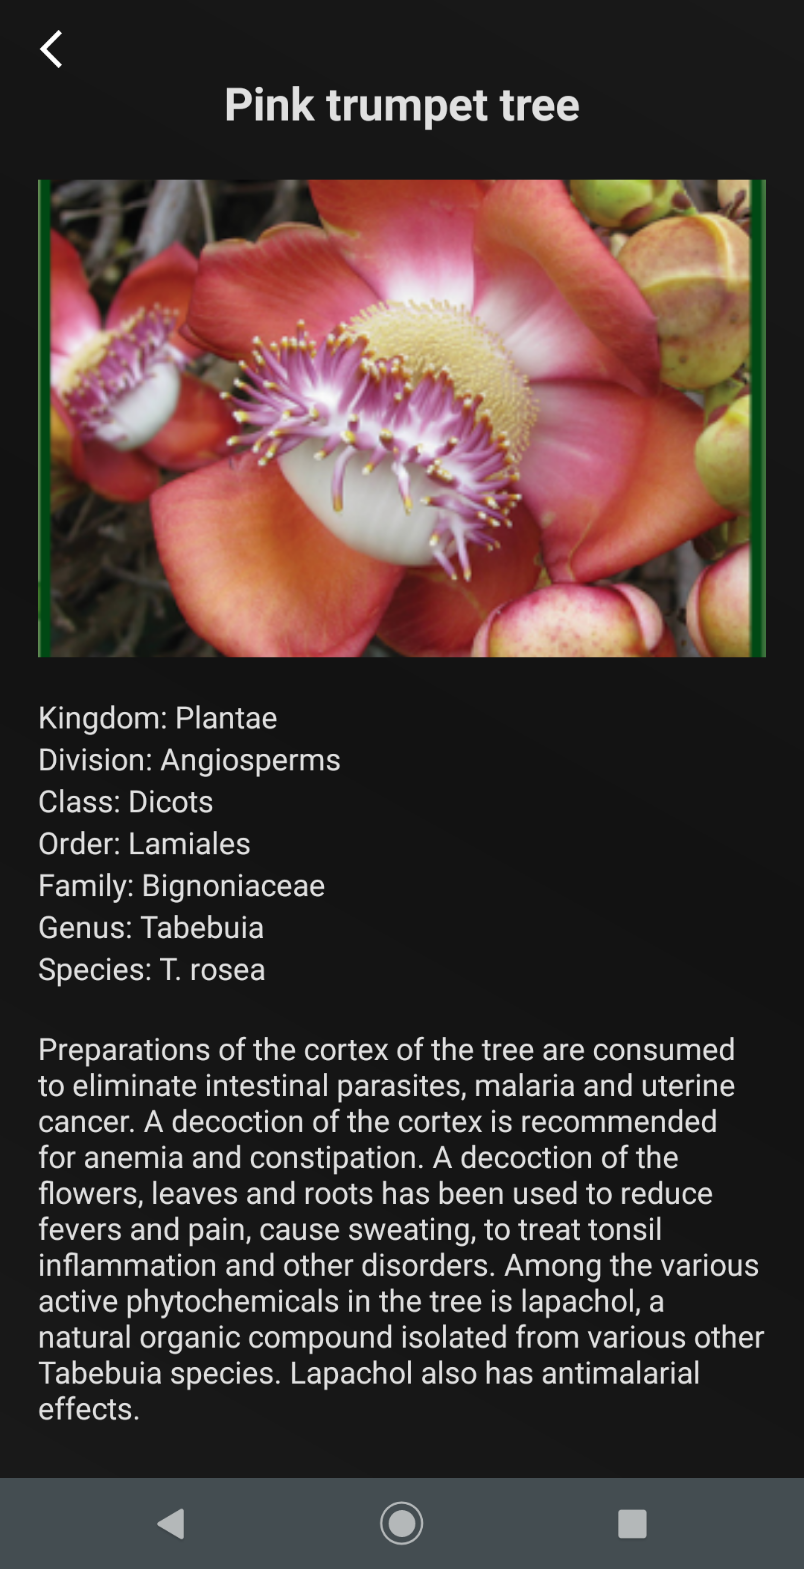 Pink trumpet tree
Kingdom: Plantae
Division: Angiosperms
Class: Dicots
Order: Lamiales
Family: Bignoniaceae
Genus: Tabebuia
Species: T. rosea
Preparations of the cortex of the tree are consumed
to eliminate intestinal parasites, malaria and uterine
cancer. A decoction of the cortex is recommended
for anemia and constipation. A decoction of the
flowers, leaves and roots has been used to reduce
fevers and pain, cause sweating, to treat tonsil
inflammation and other disorders. Among the various
active phytochemicals in the tree is lapachol, a
natural organic compound isolated from various other
Tabebuia species. Lapachol also has antimalarial
effects.